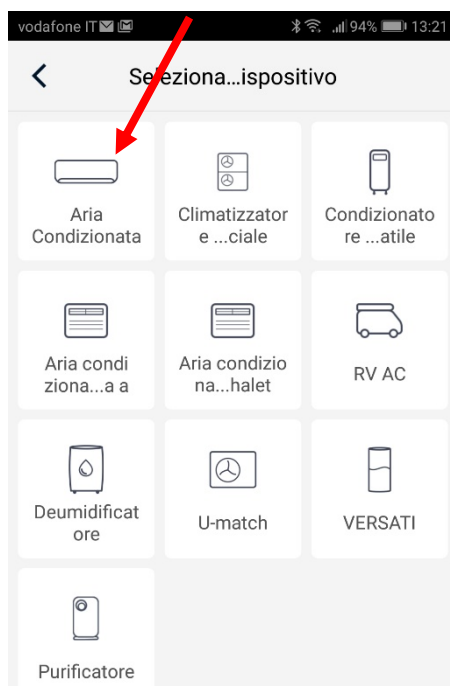 vodafone IT 94% 13:21
Seleziona...ispositivo
Aria
Condizionata
Climatizzator
e ...ciale
Condizionato
re ...atile
Aria condi
ziona...a a
Aria condizio
na...halet
RV AC
Deumidificat
ore
U-match
VERSATI
Purificatore